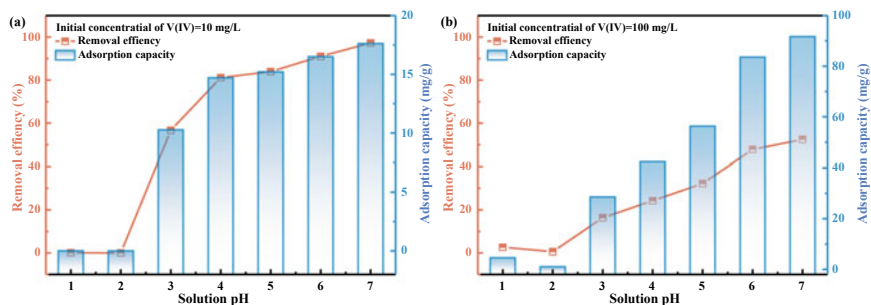 (a)
Initial concentratial of V(IV)=10 mg/L
Removal effiency
Adsorption capacity
Removal effiency (%)
100
80
60
40
20
0
20
15
10
5
0
Adsorption capacity (mg/g)
1 2 3 4 5 6 7
Solution pH
(b)
Initial concentratial of V(IV)=100 mg/L
Removal effiency
Adsorption capacity
Removal effiency (%)
100
80
60
40
20
0
100
80
60
40
20
0
Adsorption capacity (mg/g)
1 2 3 4 5 6 7
Solution pH